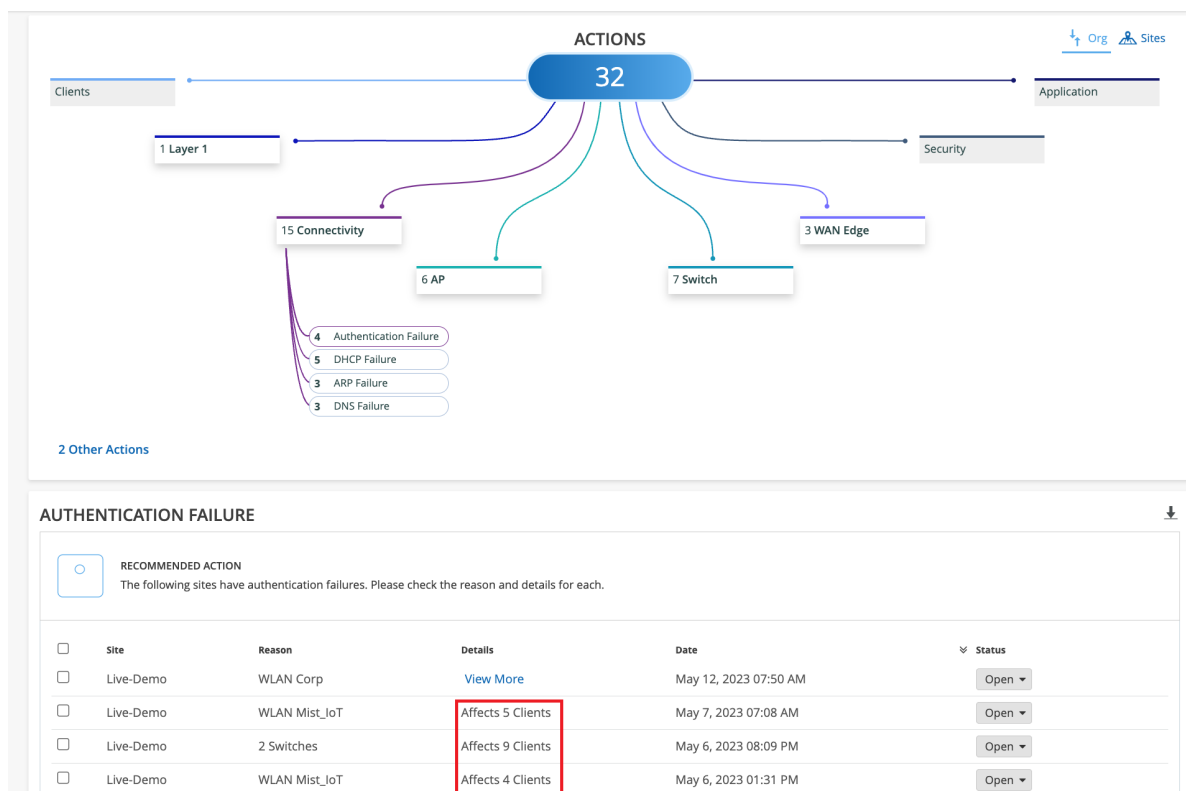 ACTIONS
Org Sites
32
Clients
Application
1 Layer 1
Security
15 Connectivity
3 WAN Edge
6 AP
7 Switch
4 Authentication Failure
5 DHCP Failure
3 ARP Failure
3 DNS Failure
2 Other Actions
AUTHENTICATION FAILURE
RECOMMENDED ACTION
The following sites have authentication failures. Please check the reason and details for each.
Site Reason Details Date Status
Live-Demo WLAN Corp View More May 12, 2023 07:50 AM Open
Live-Demo WLAN Mist_IoT Affects 5 Clients May 7, 2023 07:08 AM Open
Live-Demo 2 Switches Affects 9 Clients May 6, 2023 08:09 PM Open
Live-Demo WLAN Mist_IoT Affects 4 Clients May 6, 2023 01:31 PM Open